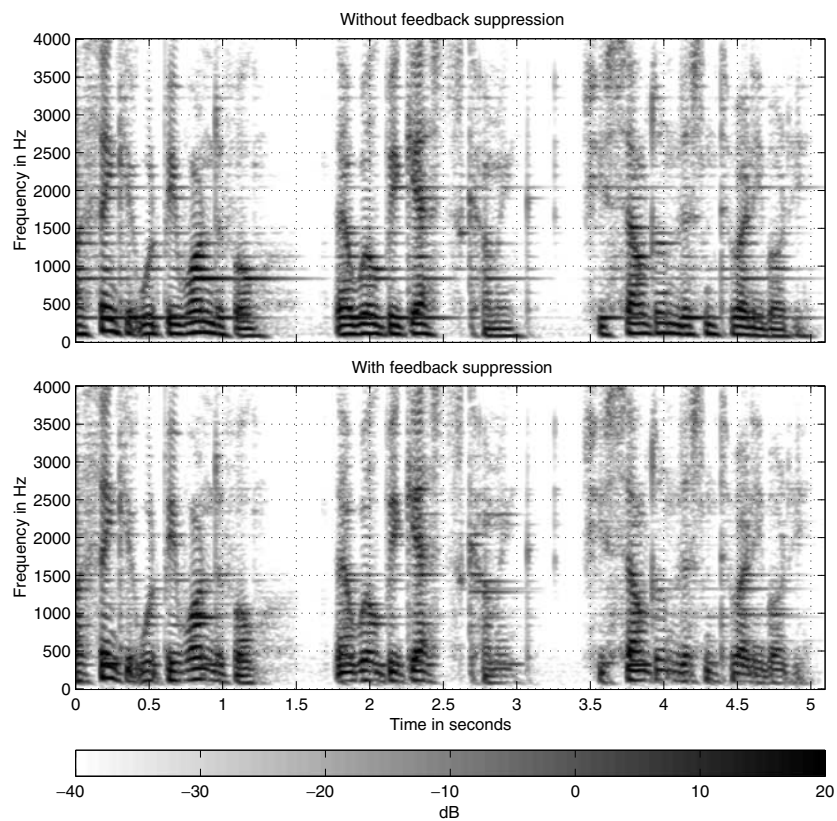 Without feedback suppression
4000
3500
3000
2500
2000
1500
1000
500
0
Frequency in Hz
With feedback suppression
4000
3500
3000
2500
2000
1500
1000
500
0
Frequency in Hz
0 0.5 1 1.5 2 2.5 3 3.5 4 4.5 5
Time in seconds
−40 −30 −20 −10 0 10 20
dB